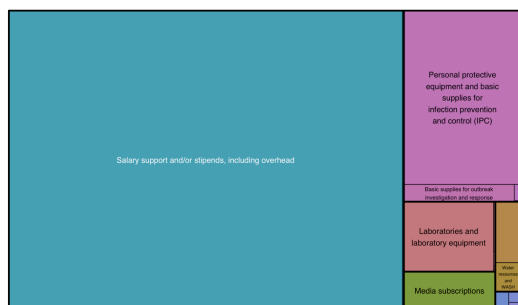 Salary support and/or stipends, including overhead
Personal protective
equipment and basic
supplies for
infection prevention
and control (IPC)
Basic supplies for outbreak
investigation and response
Laboratories and
laboratory equipment
Media subscriptions
Water
resources
and
WASH